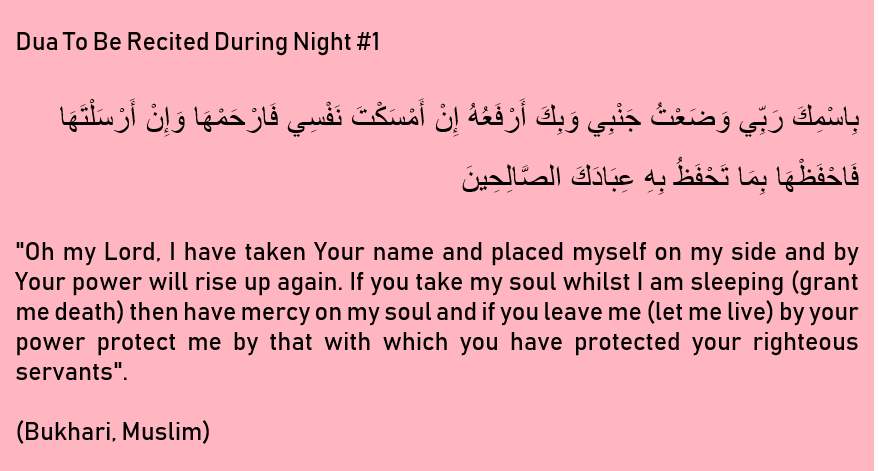 Dua To Be Recited During Night #1
بِاسْمِكَ رَبِّي وَضَعْتُ جَنْبِي وَبِكَ أَرْفَعُهُ إِنْ أَمْسَكْتَ نَفْسِي فَارْحَمْهَا وَإِنْ أَرْسَلْتَهَا
فَاحْفَظْهَا بِمَا تَحْفَظُ بِهِ عِبَادَكَ الصَّالِحِينَ
"Oh my Lord, I have taken Your name and placed myself on my side and by
Your power will rise up again. If you take my soul whilst I am sleeping (grant
me death) then have mercy on my soul and if you leave me (let me live) by your
power protect me by that with which you have protected your righteous
servants".
(Bukhari, Muslim)